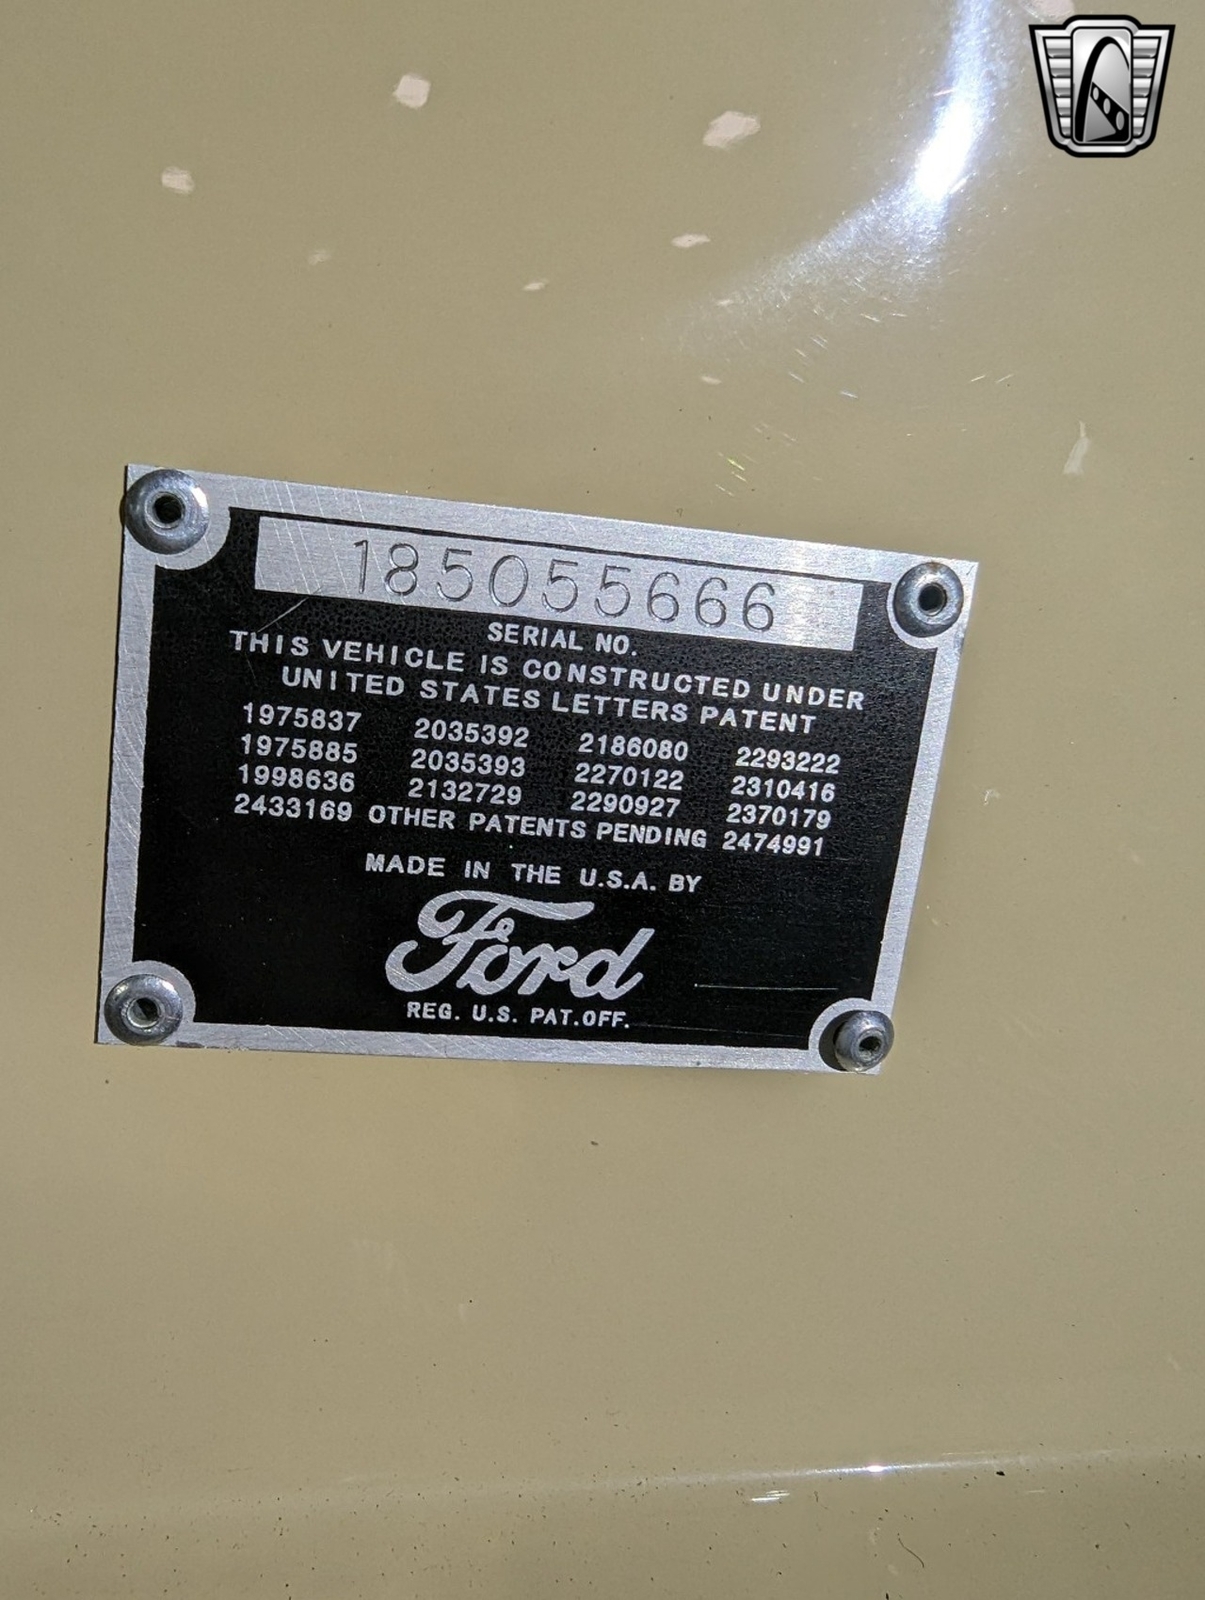 185055666
SERIAL NO.
THIS VEHICLE IS CONSTRUCTED UNDER
UNITED STATES LETTERS PATENT
1975837 2035392 2186080 2293222
1975885 2035393 2270122 2310416
1998636 2132729 2290927 2370179
2433169 OTHER PATENTS PENDING 2474991
MADE IN THE U.S.A. BY
Ford
REG. U.S. PAT.OFF.